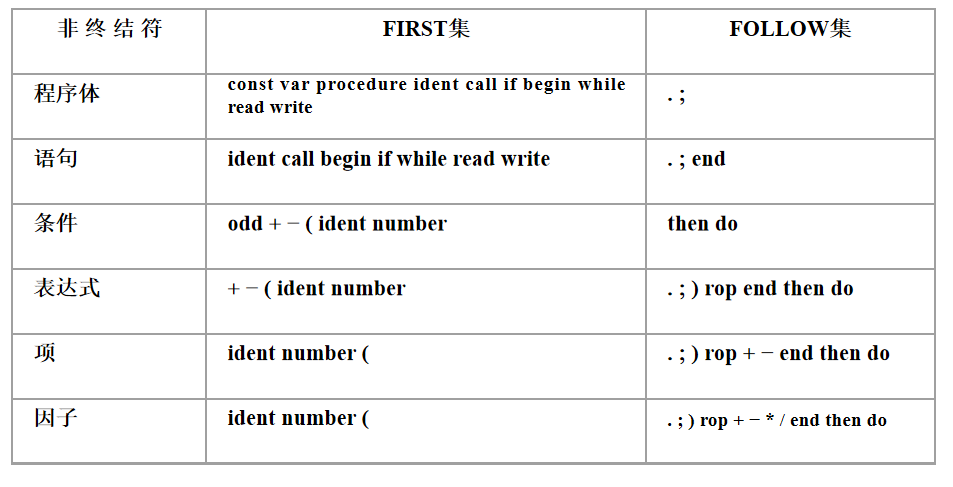 非 终 结 符 FIRST集 FOLLOW集
程序体 const var procedure ident call if begin while
read write . ;
语句 ident call begin if while read write . ; end
条件 odd + − ( ident number then do
表达式 + − ( ident number . ; ) rop end then do
项 ident number ( . ; ) rop + − end then do
因子 ident number ( . ; ) rop + − * / end then do